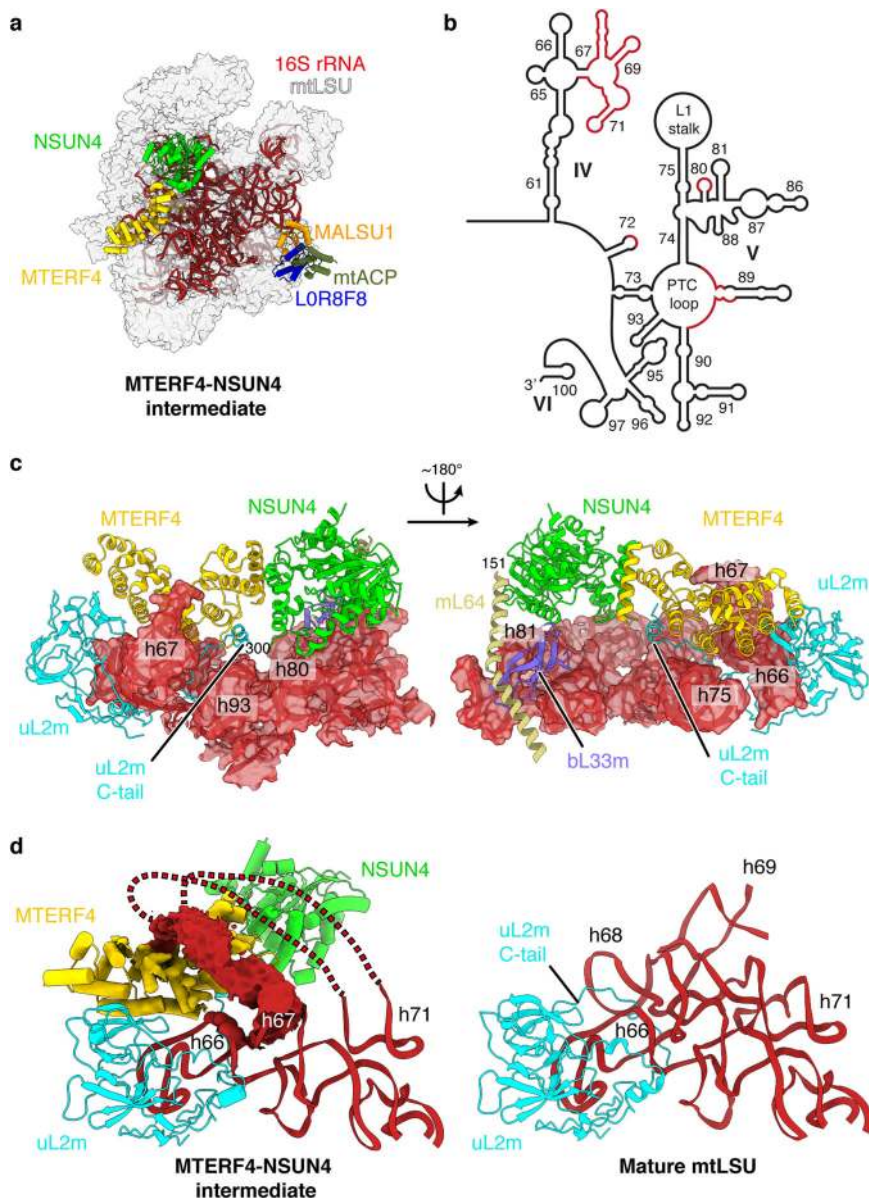 a
16S rRNA
mtLSU
NSUN4
MALSU1
MTERF4
mtACP
L0R8F8
MTERF4-NSUN4
intermediate
b
66
67
69
65
71
L1
stalk
81
IV
75
80
86
61
87
72
88
74
V
73
PTC
loop
89
93
90
95
3'
100
91
VI
97
96
92
c
~180°
MTERF4
NSUN4
NSUN4
MTERF4
151
h67
uL2m
mL64
h67
h81
300
h80
h66
h93
h75
uL2m
uL2m
C-tail
bL33m
uL2m
C-tail
d
NSUN4
h69
MTERF4
uL2m
C-tail
h68
h71
h71
h67
h66
h66
uL2m
uL2m
MTERF4-NSUN4
intermediate
Mature mtLSU